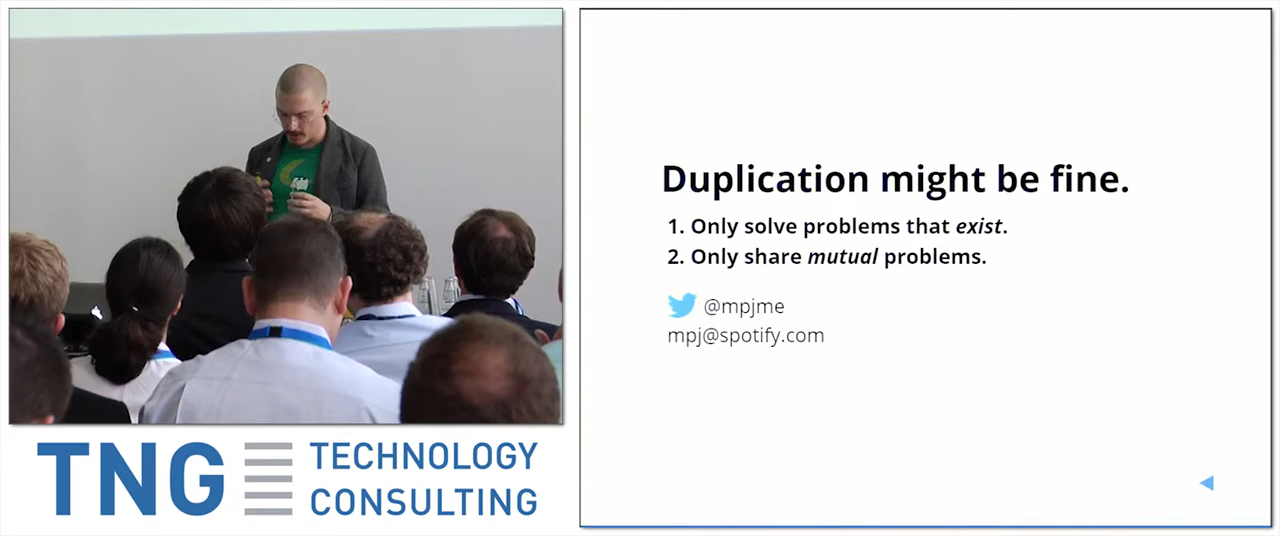 Duplication might be fine.
1. Only solve problems that exist.
2. Only share mutual problems.
@mpjme
mpj@spotify.com
TNG TECHNOLOGY
CONSULTING